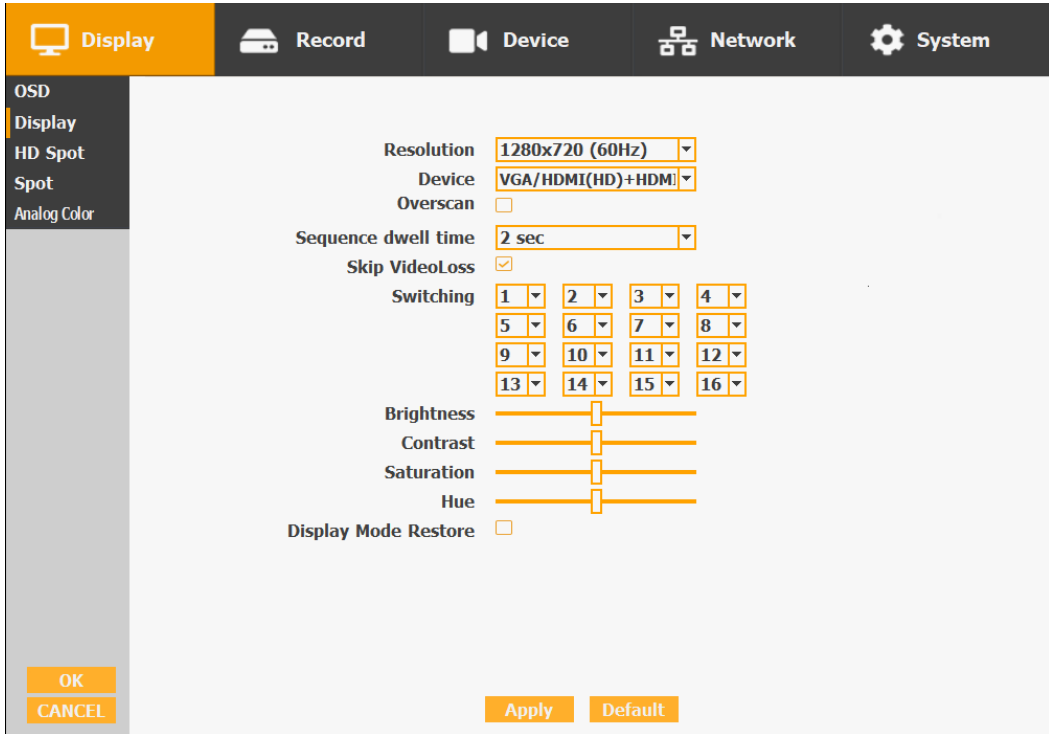 Display Record Device Network System
OSD
Display
HD Spot
Spot
Analog Color
Resolution 1280x720 (60Hz)
Device VGA/HDMI(HD)+HDMI
Overscan
Sequence dwell time 2 sec
Skip VideoLoss
Switching 1 2 3 4
5 6 7 8
9 10 11 12
13 14 15 16
Brightness
Contrast
Saturation
Hue
Display Mode Restore
OK
CANCEL
Apply Default